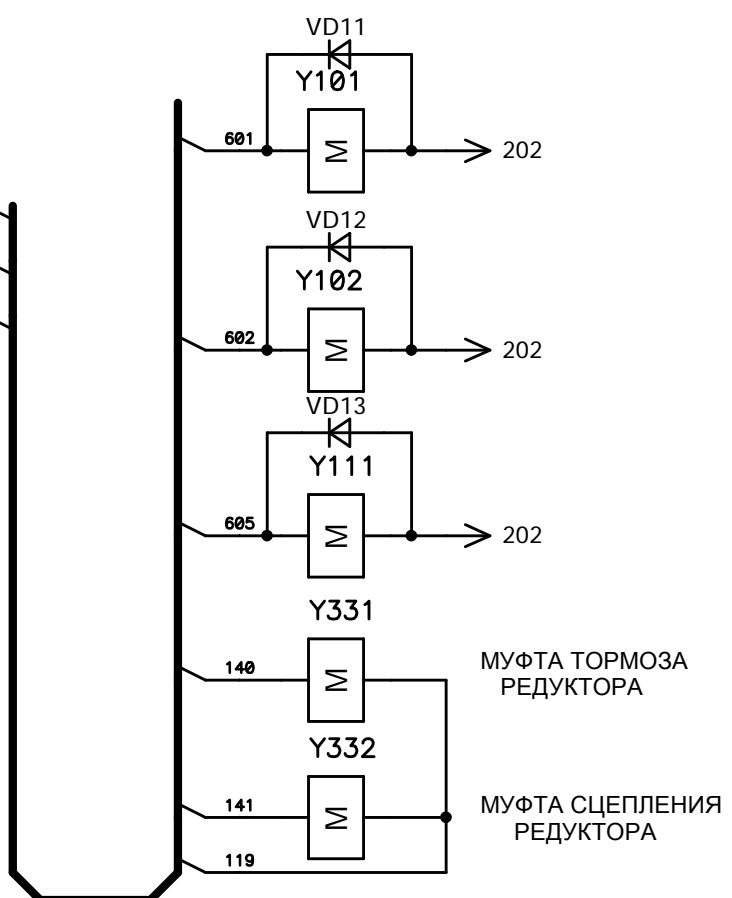 VD11
Y101
601
M
202
VD12
Y102
602
M
202
VD13
Y111
605
M
202
Y331
140
M
МУФТА ТОРМОЗА
РЕДУКТОРА
Y332
141
M
МУФТА СЦЕПЛЕНИЯ
РЕДУКТОРА
119